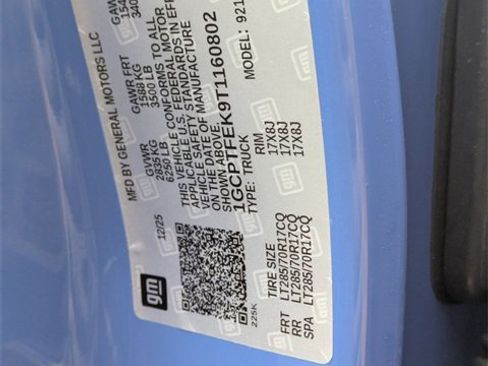 MFD BY GENERAL MOTORS LLC
gm
12/25
GVWR
2835 KG
6250 LB
GAWR FRT
1588 KG
3500 LB
GAW
154
340
THIS VEHICLE CONFORMS TO ALL
APPLICABLE U.S. FEDERAL MOTOR
VEHICLE SAFETY STANDARDS IN EFF
ON THE DATE OF MANUFACTURE
SHOWN ABOVE.
1GCPTFEK9T1160802
TYPE: TRUCK
MODEL: 921
225K
TIRE SIZE RIM
FRT LT285/70R17CQ 17X8J
RR LT285/70R17CQ 17X8J
SPA LT285/70R17CQ 17X8J